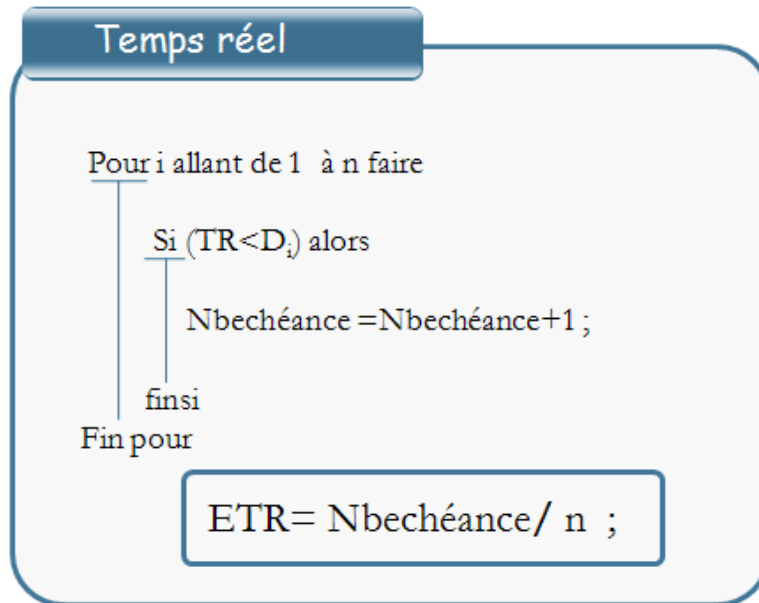 Temps réel
Pour i allant de 1 à n faire
Si (TR<Dᵢ) alors
Nbechéance =Nbechéance+1 ;
finsi
Fin pour
ETR= Nbechéance/ n ;